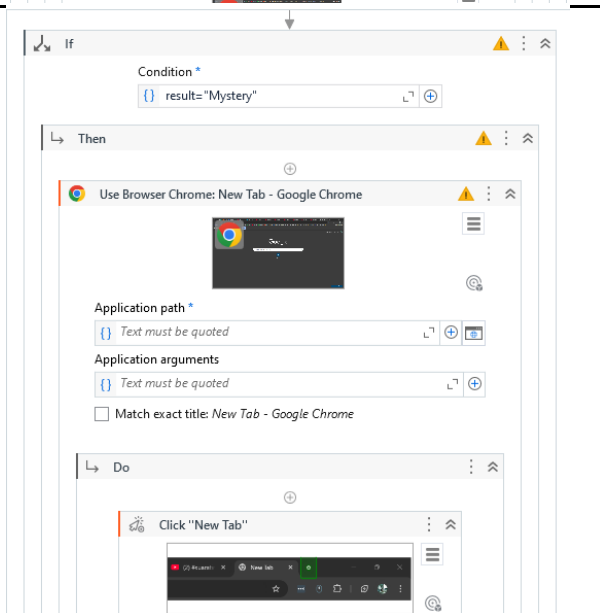 If
Condition *
{} result="Mystery"
Then
Use Browser Chrome: New Tab - Google Chrome
Application path *
{} Text must be quoted
Application arguments
{} Text must be quoted
Match exact title: New Tab - Google Chrome
Do
Click "New Tab"
New Tab